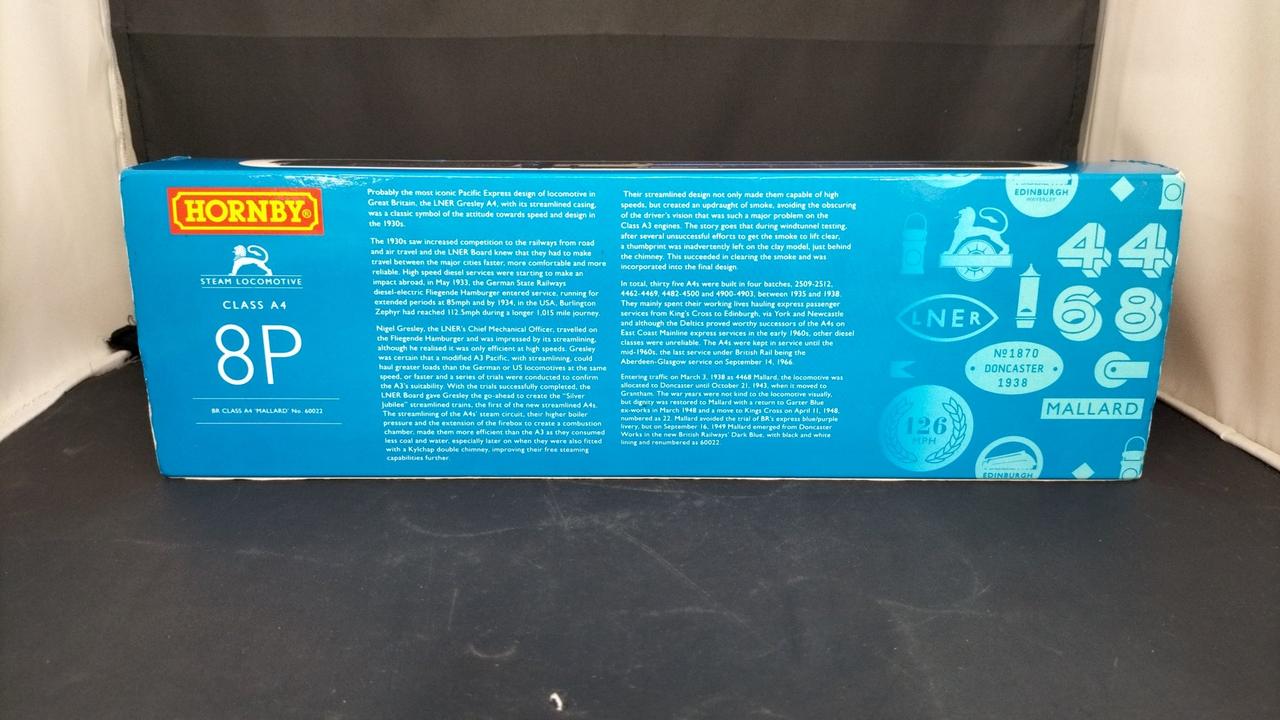 HORNBY®
STEAM LOCOMOTIVE
CLASS A4
8P
BR CLASS A4 'MALLARD' No. 60022
Probably the most iconic Pacific Express design of locomotive in
Great Britain, the LNER Gresley A4, with its streamlined casing,
was a classic symbol of the attitude towards speed and design in
the 1930s.
The 1930s saw increased competition to the railways from road
and air travel and the LNER Board knew that they had to make
travel between the major cities faster, more comfortable and more
reliable. High speed diesel services were starting to make an
impact abroad, in May 1933, the German State Railways
diesel-electric Fliegende Hamburger entered service, running for
extended periods at 85mph and by 1934, in the USA, Burlington
Zephyr had reached 112.5mph during a longer 1,015 mile journey.
Nigel Gresley, the LNER's Chief Mechanical Officer, travelled on
the Fliegende Hamburger and was impressed by its streamlining,
although he realised it was only efficient at high speeds. Gresley
was certain that a modified A3 Pacific, with streamlining, could
haul greater loads than the German or US locomotives at the same
speed, or faster and a series of trials were conducted to confirm
the A3's suitability. With the trials successfully completed, the
LNER Board gave Gresley the go-ahead to create the "Silver
Jubilee" streamlined trains, the first of the new streamlined A4s.
The streamlining of the A4s' steam circuit, their higher boiler
pressure and the extension of the firebox to create a combustion
chamber, made them more efficient than the A3 as they consumed
less coal and water, especially later on when they were also fitted
with a Kylchap double chimney, improving their free steaming
capabilities further.
Their streamlined design not only made them capable of high
speeds, but created an updraught of smoke, avoiding the obscuring
of the driver's vision that was such a major problem on the
Class A3 engines. The story goes that during windtunnel testing,
after several unsuccessful efforts to get the smoke to lift clear,
a thumbprint was inadvertently left on the clay model, just behind
the chimney. This succeeded in clearing the smoke and was
incorporated into the final design.
In total, thirty five A4s were built in four batches, 2509-2512,
4462-4469, 4482-4500 and 4900-4903, between 1935 and 1938.
They mainly spent their working lives hauling express passenger
services from King's Cross to Edinburgh, via York and Newcastle
and although the Deltics proved worthy successors of the A4s on
East Coast Mainline express services in the early 1960s, other diesel
classes were unreliable. The A4s were kept in service until the
mid-1960s, the last service under British Rail being the
Aberdeen-Glasgow service on September 14, 1966.
Entering traffic on March 3, 1938 as 4468 Mallard, the locomotive was
allocated to Doncaster until October 21, 1943, when it moved to
Grantham. The war years were not kind to the locomotive visually,
but dignity was restored to Mallard with a return to Garter Blue
ex-works in March 1948 and a move to Kings Cross on April 11, 1948,
numbered as 22. Mallard avoided the trial of BR's express blue/purple
livery, but on September 16, 1949 Mallard emerged from Doncaster
Works in the new British Railways' Dark Blue, with black and white
lining and renumbered as 60022.
EDINBURGH
WAVERLEY
44
68
LNER
Nº1870
DONCASTER
1938
MALLARD
126
MPH
EDINBURGH